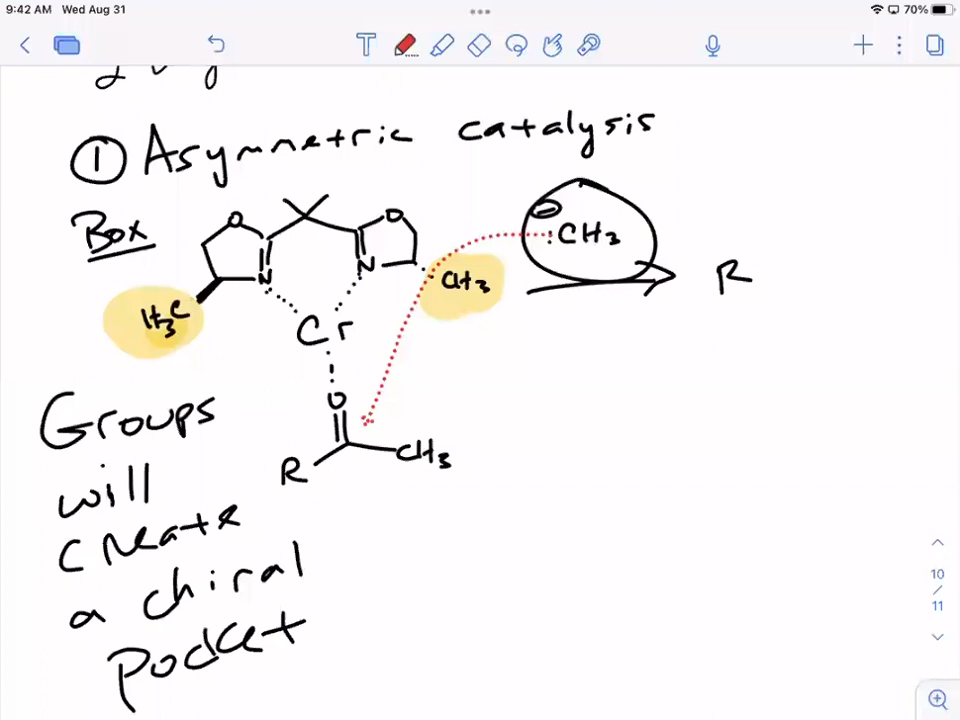 9:42 AM Wed Aug 31
70%
① Asymmetric catalysis
Box
O
O
N
N
H3C
CH3
Cr
O
R
CH3
⊖
:CH3
R
Groups
will
create
a chiral
pocket
10
/
11